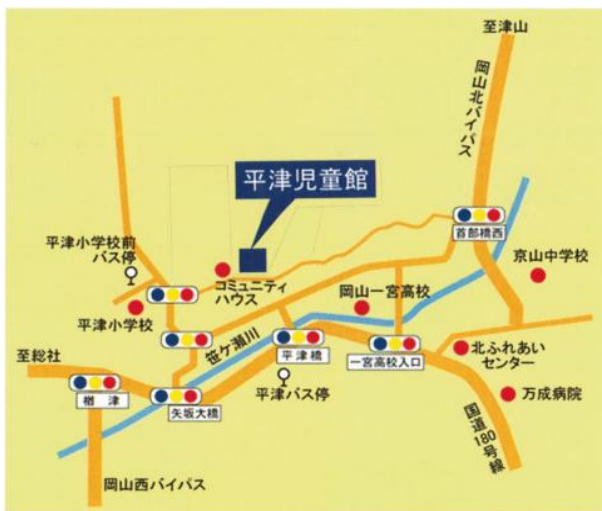 至津山
岡山北バイパス
平津児童館
首部橋西
平津小学校前
バス停
京山中学校
コミュニティ
ハウス
岡山一宮高校
平津小学校
笹ケ瀬川
平津橋
一宮高校入口
北ふれあい
センター
至総社
楢津
矢坂大橋
平津バス停
万成病院
国道180号線
岡山西バイパス